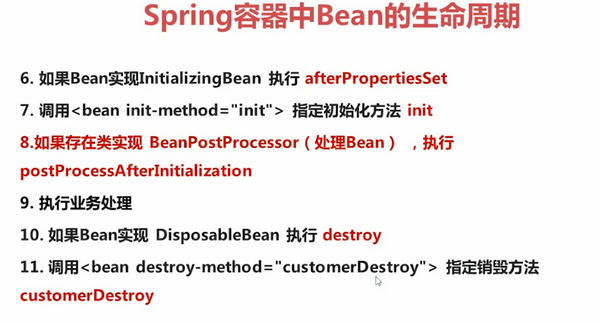 Spring容器中Bean的生命周期
6. 如果Bean实现InitializingBean 执行 afterPropertiesSet
7. 调用<bean init-method="init"> 指定初始化方法 init
8.如果存在类实现 BeanPostProcessor（处理Bean） ，执行
postProcessAfterInitialization
9. 执行业务处理
10. 如果Bean实现 DisposableBean 执行 destroy
11. 调用<bean destroy-method="customerDestroy"> 指定销毁方法
customerDestroy